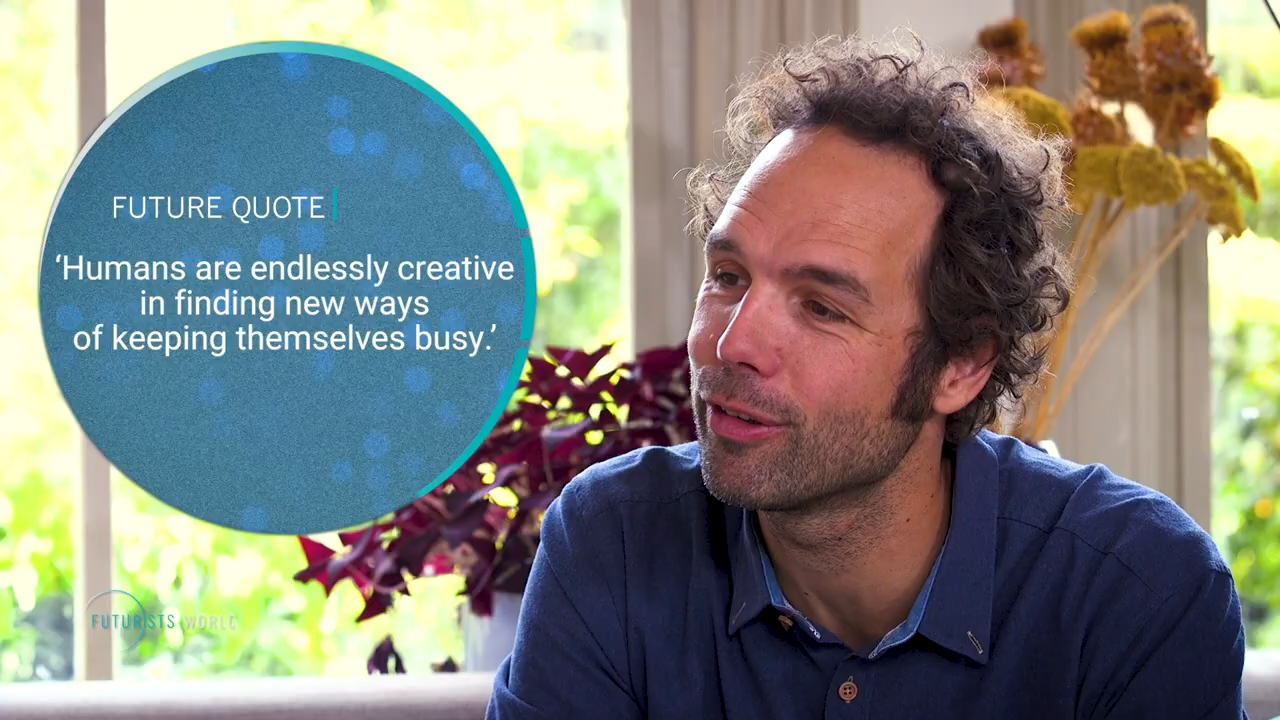 FUTURE QUOTE
‘Humans are endlessly creative
in finding new ways
of keeping themselves busy.’
FUTURISTS WORLD